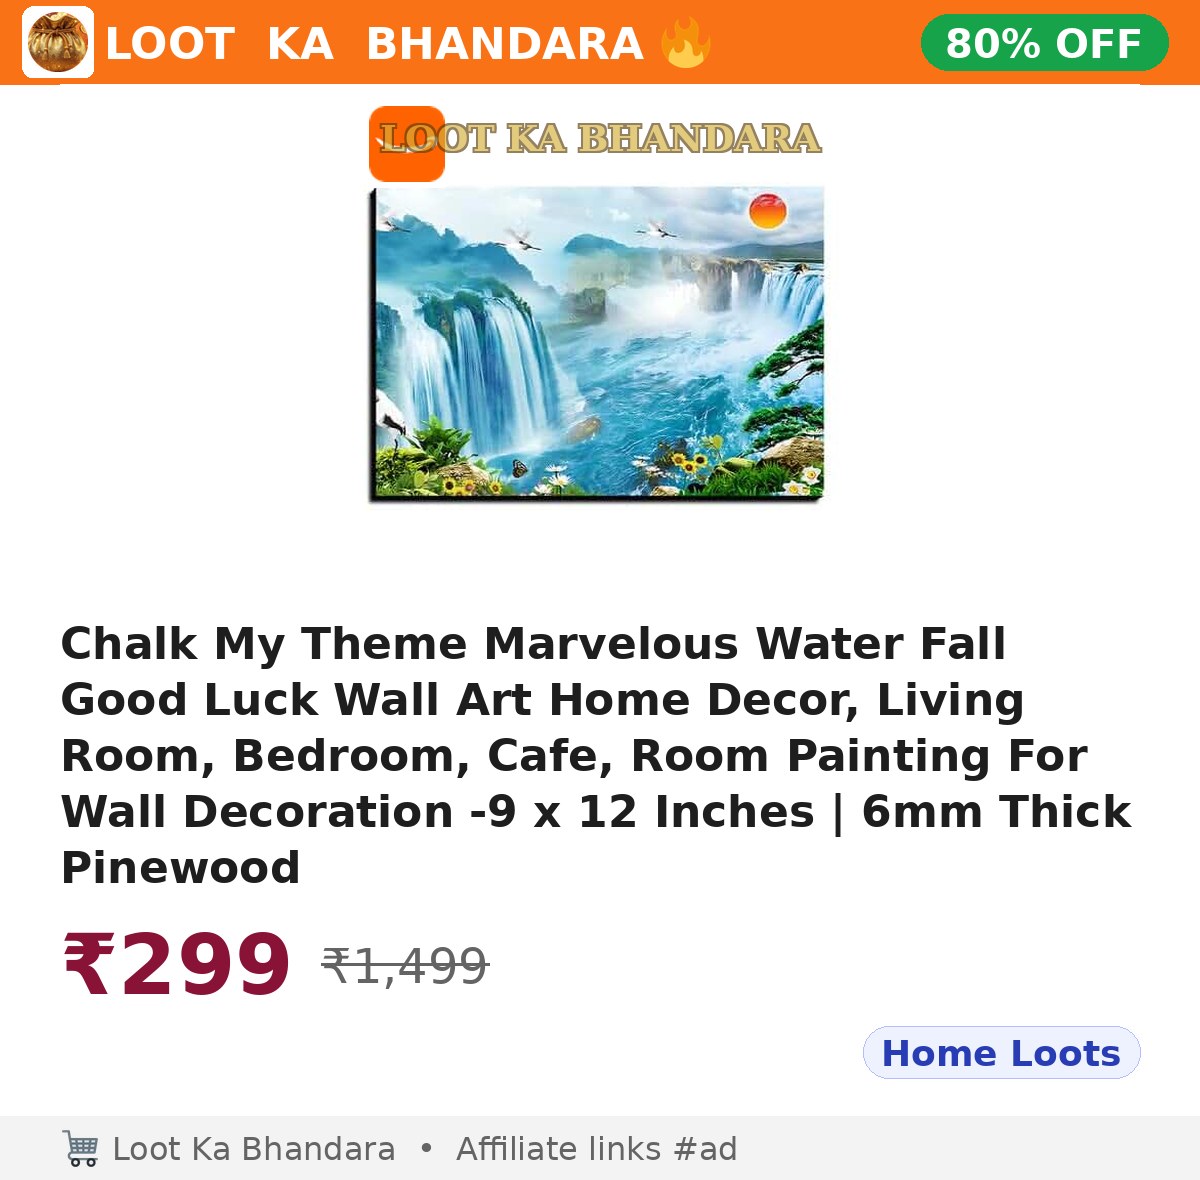 LOOT KA BHANDARA🔥
80% OFF
LOOT KA BHANDARA
Chalk My Theme Marvelous Water Fall
Good Luck Wall Art Home Decor, Living
Room, Bedroom, Cafe, Room Painting For
Wall Decoration -9 x 12 Inches | 6mm Thick
Pinewood
₹299 ₹1,499
Home Loots
🛒 Loot Ka Bhandara • Affiliate links #ad